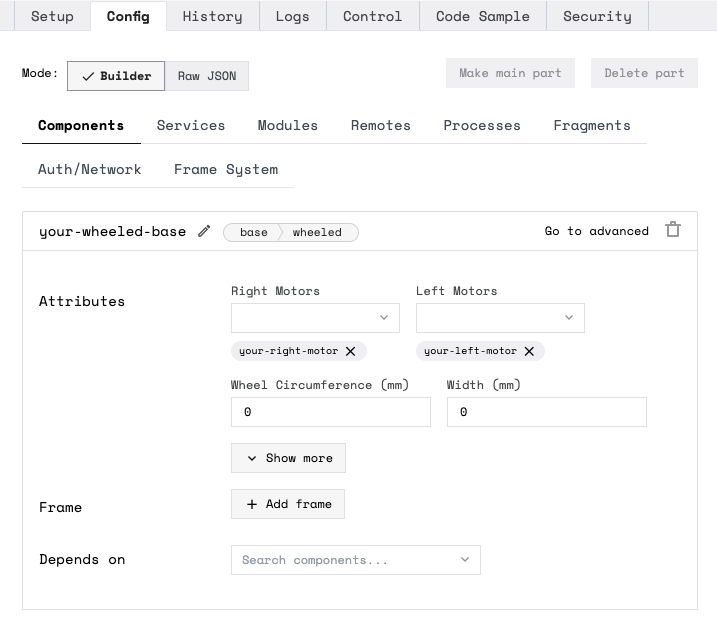 Setup Config History Logs Control Code Sample Security
Mode: Builder Raw JSON Make main part Delete part
Components Services Modules Remotes Processes Fragments
Auth/Network Frame System
your-wheeled-base base wheeled Go to advanced
Attributes
Right Motors Left Motors
your-right-motor your-left-motor
Wheel Circumference (mm) Width (mm)
0 0
Show more
Frame Add frame
Depends on Search components...